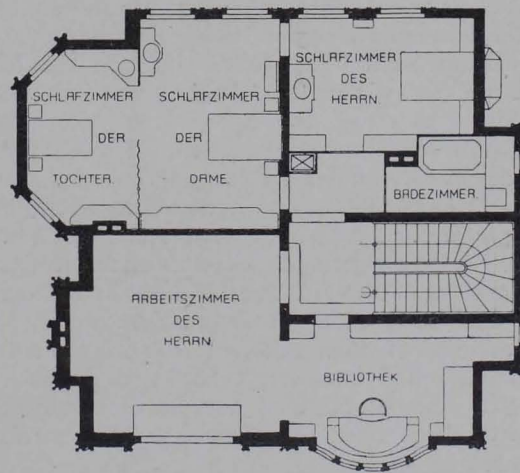 SCHLAFZIMMER
DER
TOCHTER.
SCHLAFZIMMER
DER
DAME.
SCHLAFZIMMER
DES
HERRN.
BADEZIMMER.
ARBEITSZIMMER
DES
HERRN.
BIBLIOTHEK